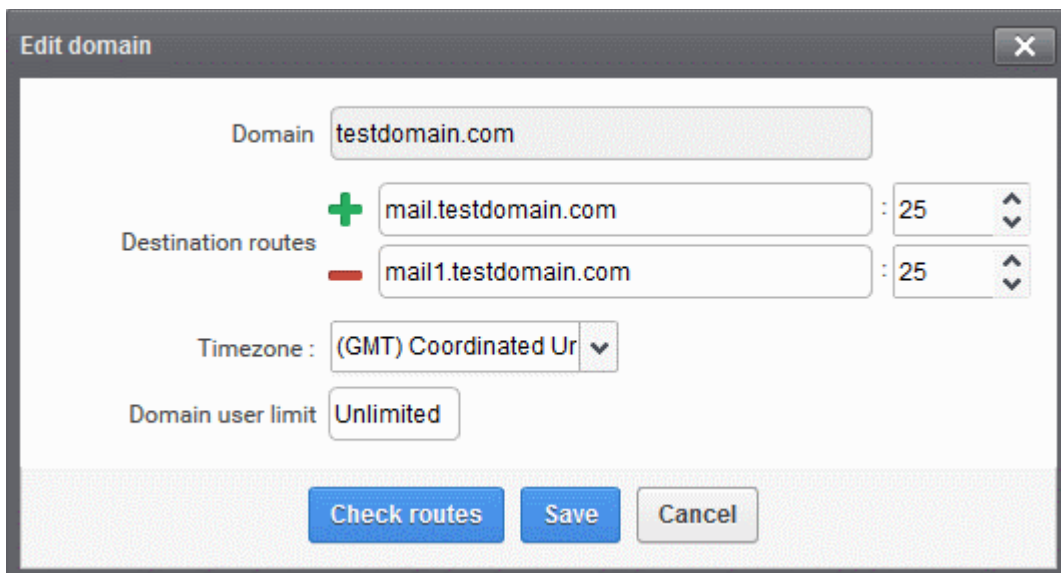 Edit domain
Domain testdomain.com
mail.testdomain.com : 25
Destination routes
mail1.testdomain.com : 25
Timezone : (GMT) Coordinated Ur
Domain user limit Unlimited
Check routes Save Cancel